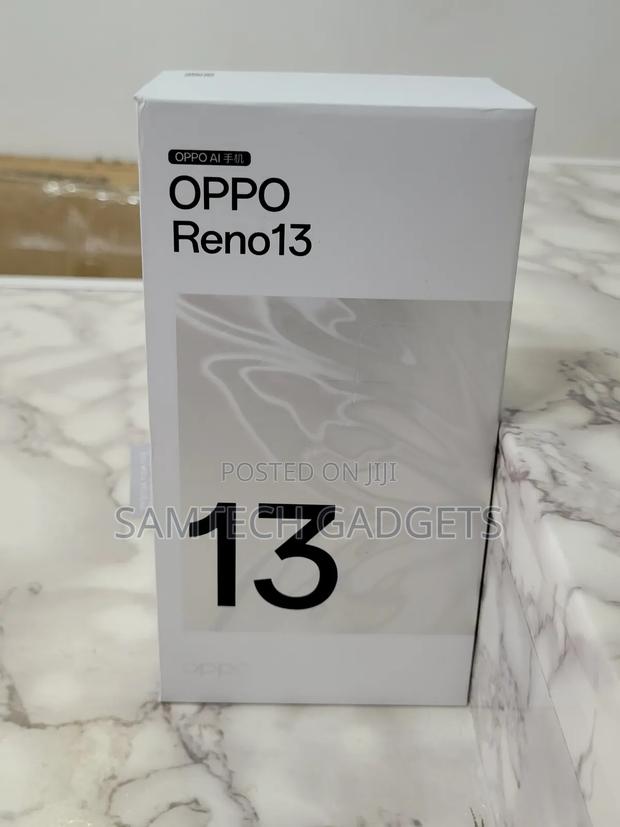 OPPO AI 手机
OPPO
Reno13
POSTED ON JIJI
SAMTECH GADGETS
13
oppo